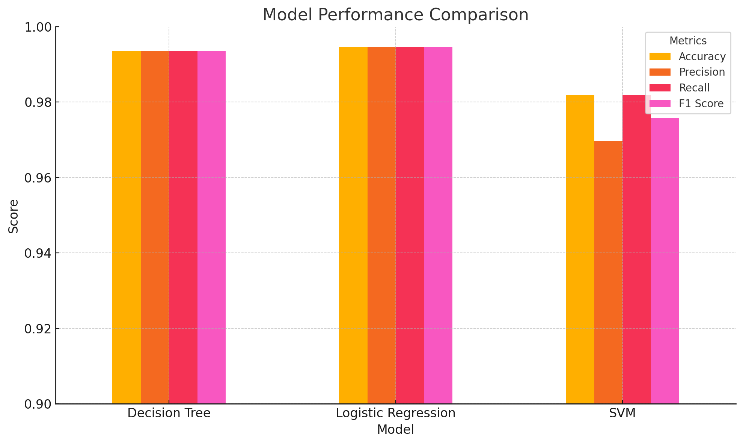 Model Performance Comparison
Metrics
Accuracy
Precision
Recall
F1 Score
Score
1.00
0.98
0.96
0.94
0.92
0.90
Decision Tree
Logistic Regression
SVM
Model